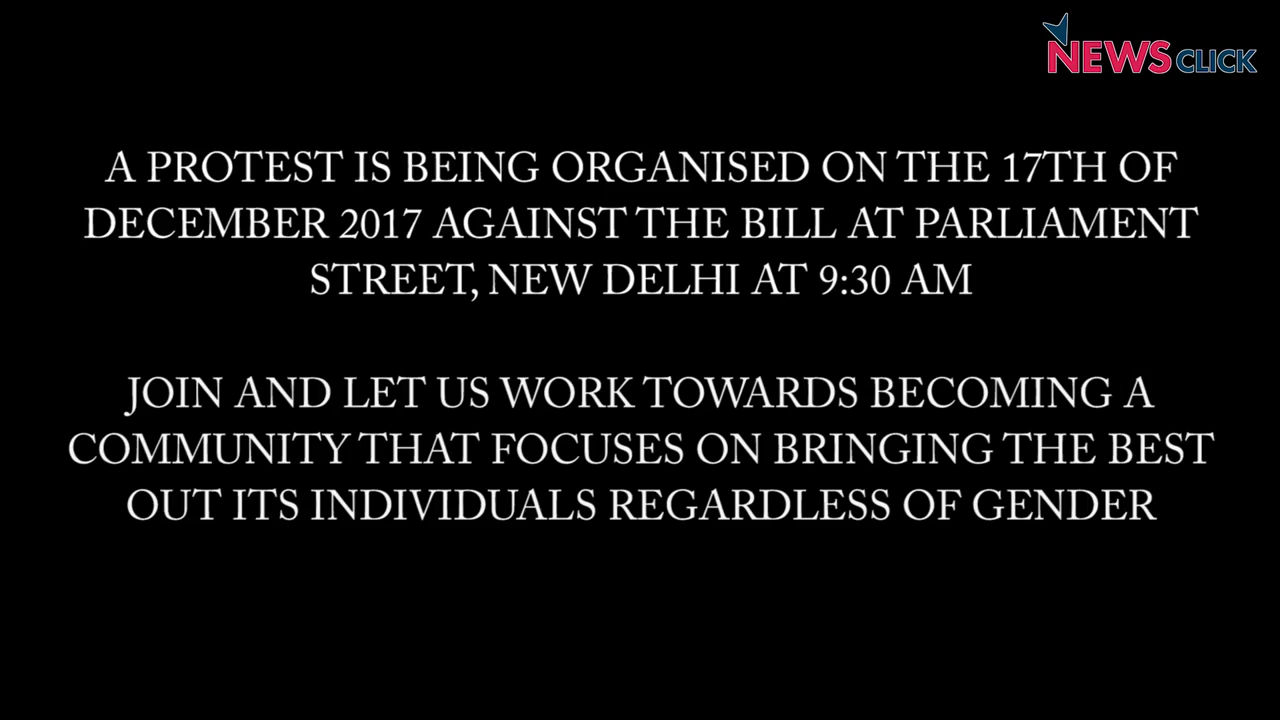 NEWS CLICK
A PROTEST IS BEING ORGANISED ON THE 17TH OF
DECEMBER 2017 AGAINST THE BILL AT PARLIAMENT
STREET, NEW DELHI AT 9:30 AM
JOIN AND LET US WORK TOWARDS BECOMING A
COMMUNITY THAT FOCUSES ON BRINGING THE BEST
OUT ITS INDIVIDUALS REGARDLESS OF GENDER